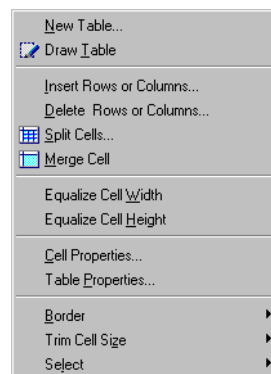 New Table...
Draw Table
Insert Rows or Columns...
Delete Rows or Columns...
Split Cells...
Merge Cell
Equalize Cell Width
Equalize Cell Height
Cell Properties...
Table Properties...
Border
Trim Cell Size
Select